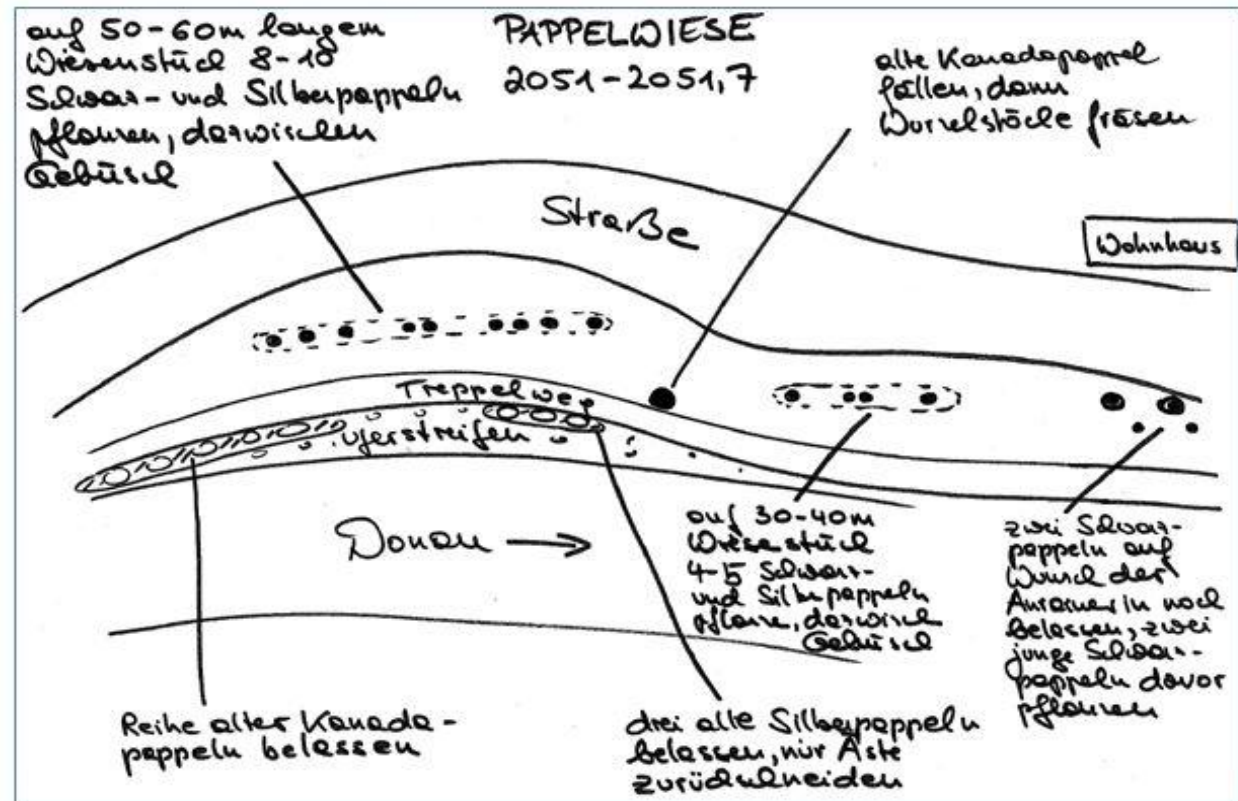 auf 50-60m langem
Wiesenstück 8-10
Schwarz- und Silberpappeln
pflanzen, dazwischen
Gebüsch
PAPPELWIESE
2051-2051,7
alte Kanadapappel
fällen, dann
Wurzelstöcke fräsen
Straße
Wohnhaus
Treppelweg
Uferstreifen
Donau
auf 30-40m
Wiesenstück
4-5 Schwarz-
und Silberpappeln
pflanzen, dazwischen
Gebüsch
zwei Schwarz-
pappeln auf
Wunsch der
Anrainerin noch
belassen, zwei
junge Schwarz-
pappeln davor
pflanzen
Reihe alter Kanada-
pappeln belassen
drei alte Silberpappeln
belassen, nur Äste
zurückschneiden